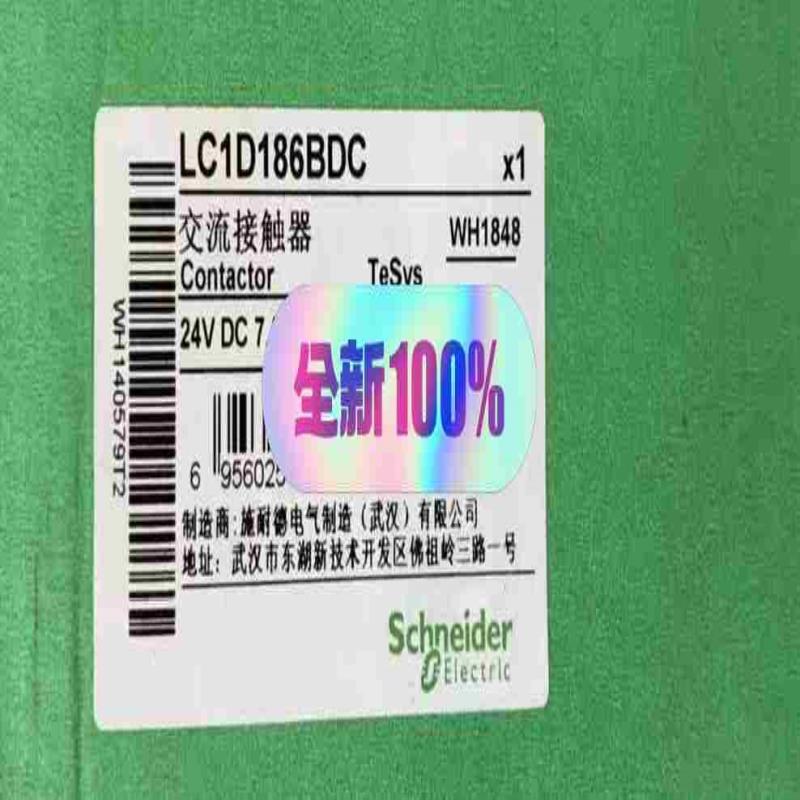 LC1D186BDC x1
交流接触器 WH1848
Contactor TeSys
24V DC 7
全新100%
6 956025
制造商:施耐德电气制造(武汉)有限公司
地址: 武汉市东湖新技术开发区佛祖岭三路一号
Schneider
Electric
WH140579T2